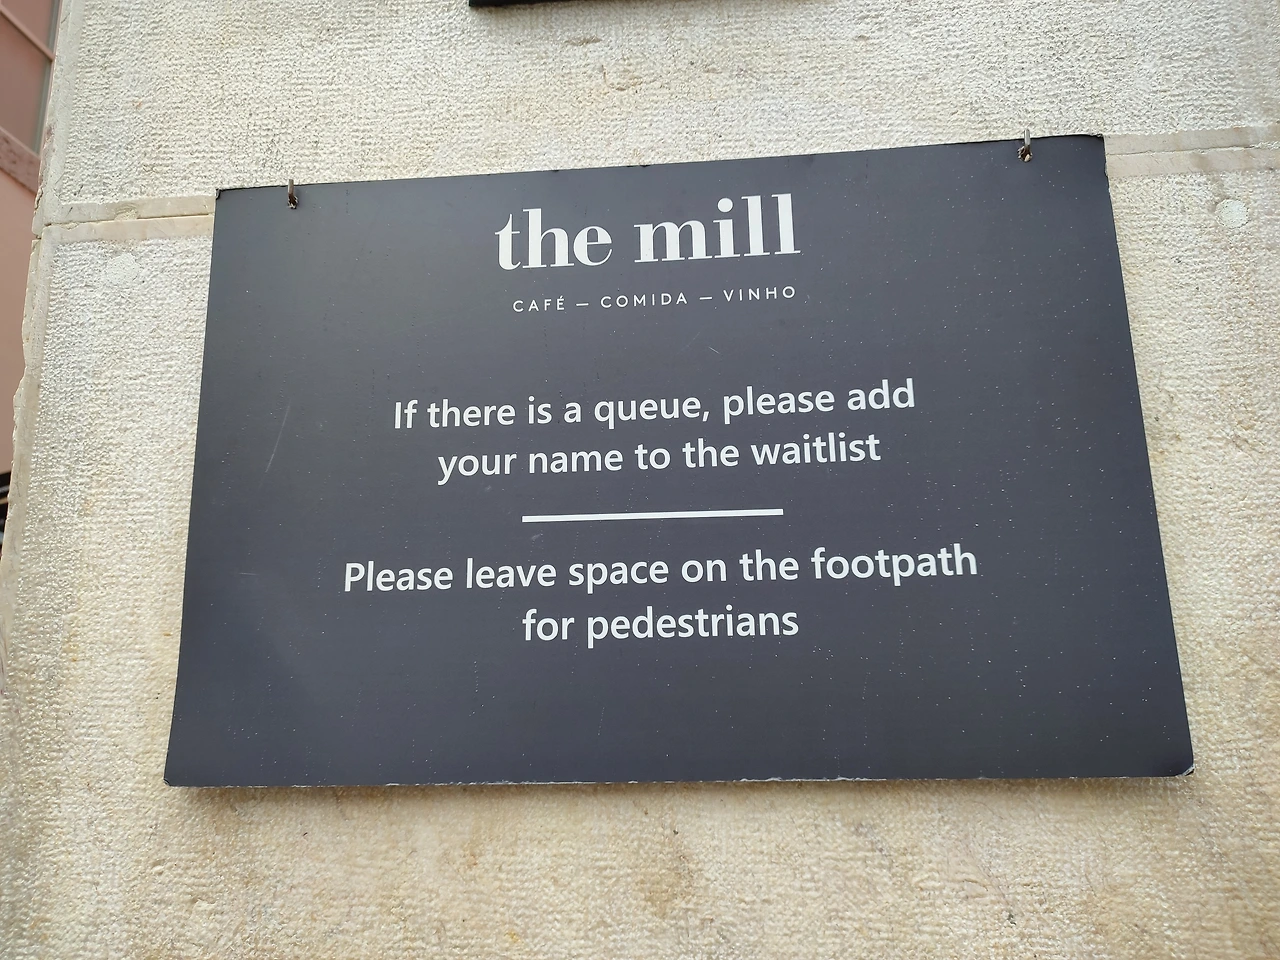 the mill
CAFÉ — COMIDA — VINHO
If there is a queue, please add
your name to the waitlist
Please leave space on the footpath
for pedestrians